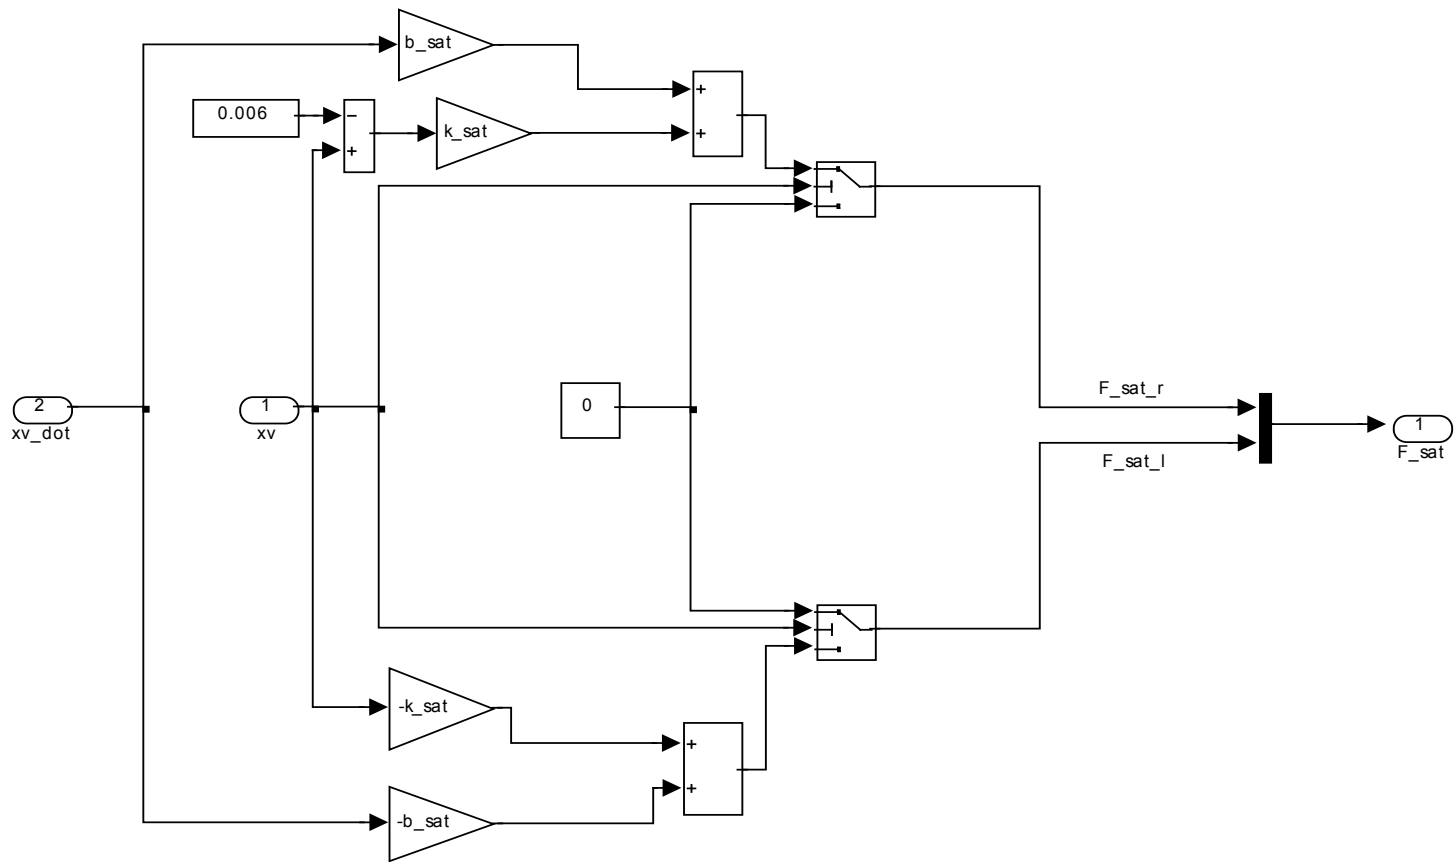 b_sat
+
0.006
−
k_sat
+
+
F_sat_r
2
1
0
1
xv_dot
xv
F_sat
F_sat_l
-k_sat
+
+
-b_sat